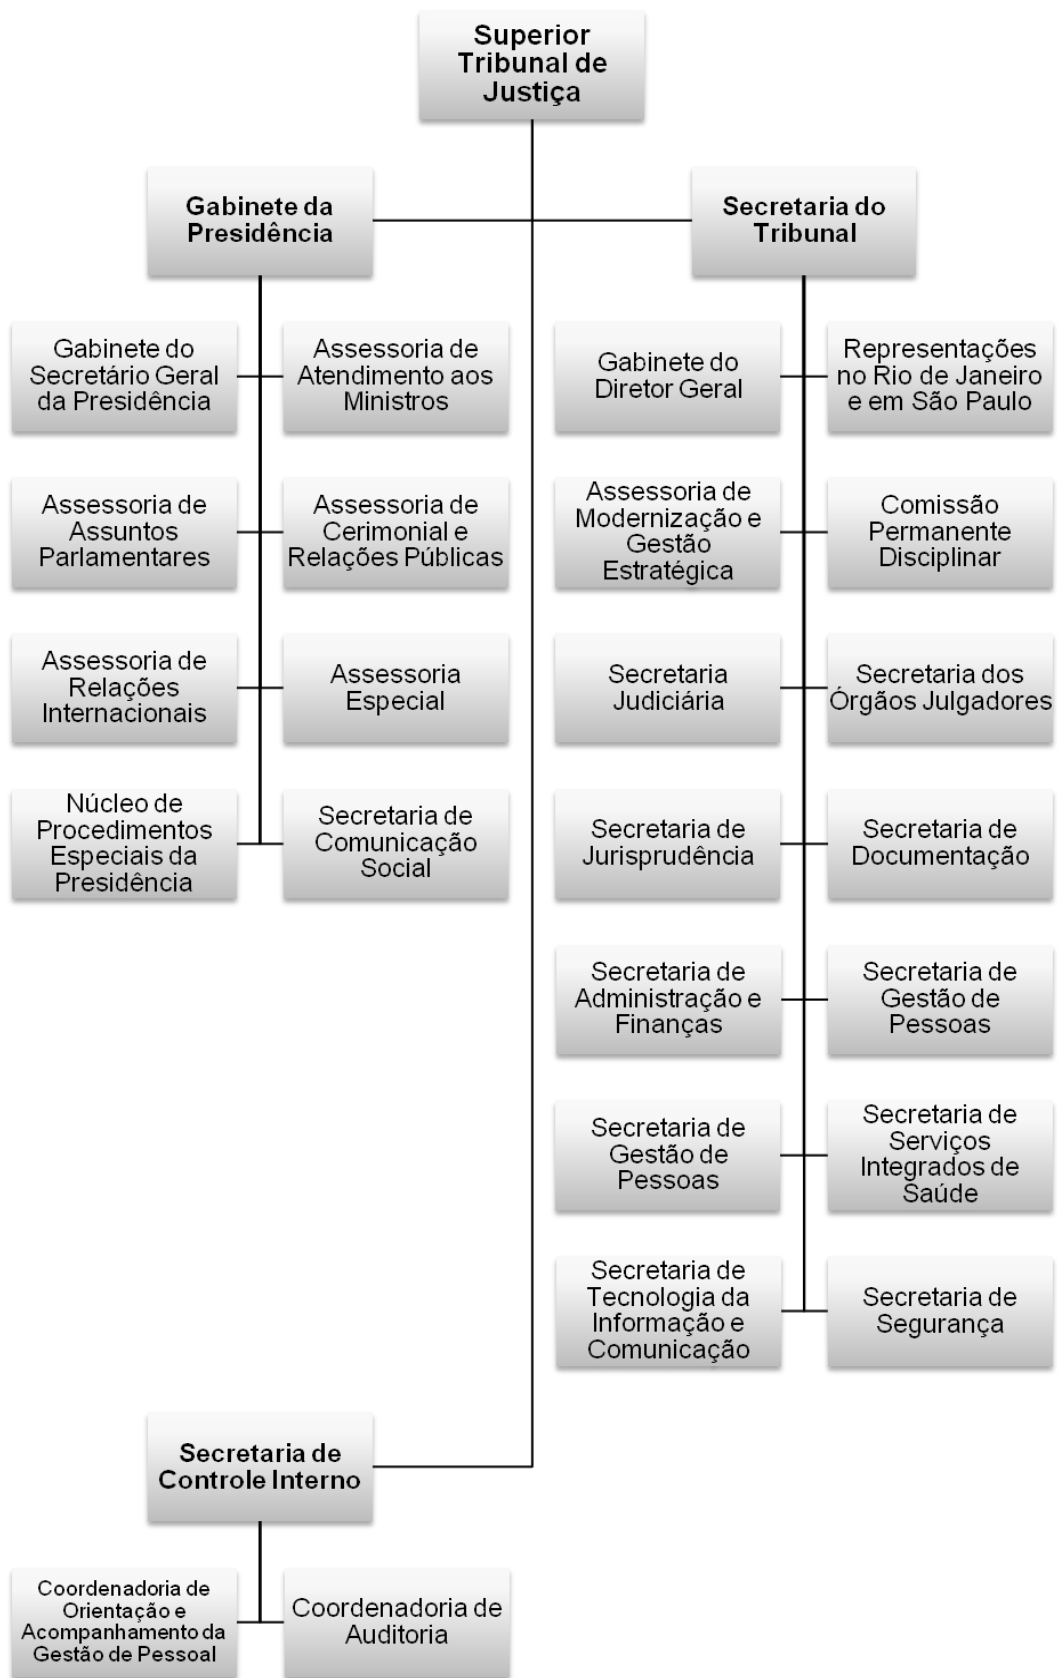 Superior
Tribunal de
Justiça
Gabinete da
Presidência
Secretaria do
Tribunal
Gabinete do
Secretário Geral
da Presidência
Assessoria de
Atendimento aos
Ministros
Gabinete do
Diretor Geral
Representações
no Rio de Janeiro
e em São Paulo
Assessoria de
Assuntos
Parlamentares
Assessoria de
Cerimonial e
Relações Públicas
Assessoria de
Modernização e
Gestão
Estratégica
Comissão
Permanente
Disciplinar
Assessoria de
Relações
Internacionais
Assessoria
Especial
Secretaria
Judiciária
Secretaria dos
Órgãos Julgadores
Núcleo de
Procedimentos
Especiais da
Presidência
Secretaria de
Comunicação
Social
Secretaria de
Jurisprudência
Secretaria de
Documentação
Secretaria de
Administração e
Finanças
Secretaria de
Gestão de
Pessoas
Secretaria de
Gestão de
Pessoas
Secretaria de
Serviços
Integrados de
Saúde
Secretaria de
Tecnologia da
Informação e
Comunicação
Secretaria de
Segurança
Secretaria de
Controle Interno
Coordenadoria de
Orientação e
Acompanhamento da
Gestão de Pessoal
Coordenadoria de
Auditoria